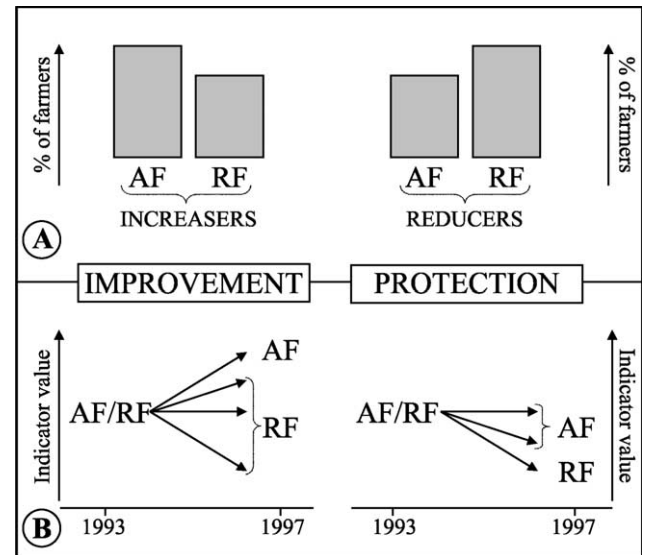 % of farmers
AF RF
INCREASERS
AF RF
REDUCERS
% of farmers
A
IMPROVEMENT
PROTECTION
Indicator value
AF/RF
AF
RF
1993 1997
AF/RF
AF
RF
1993 1997
Indicator value
B